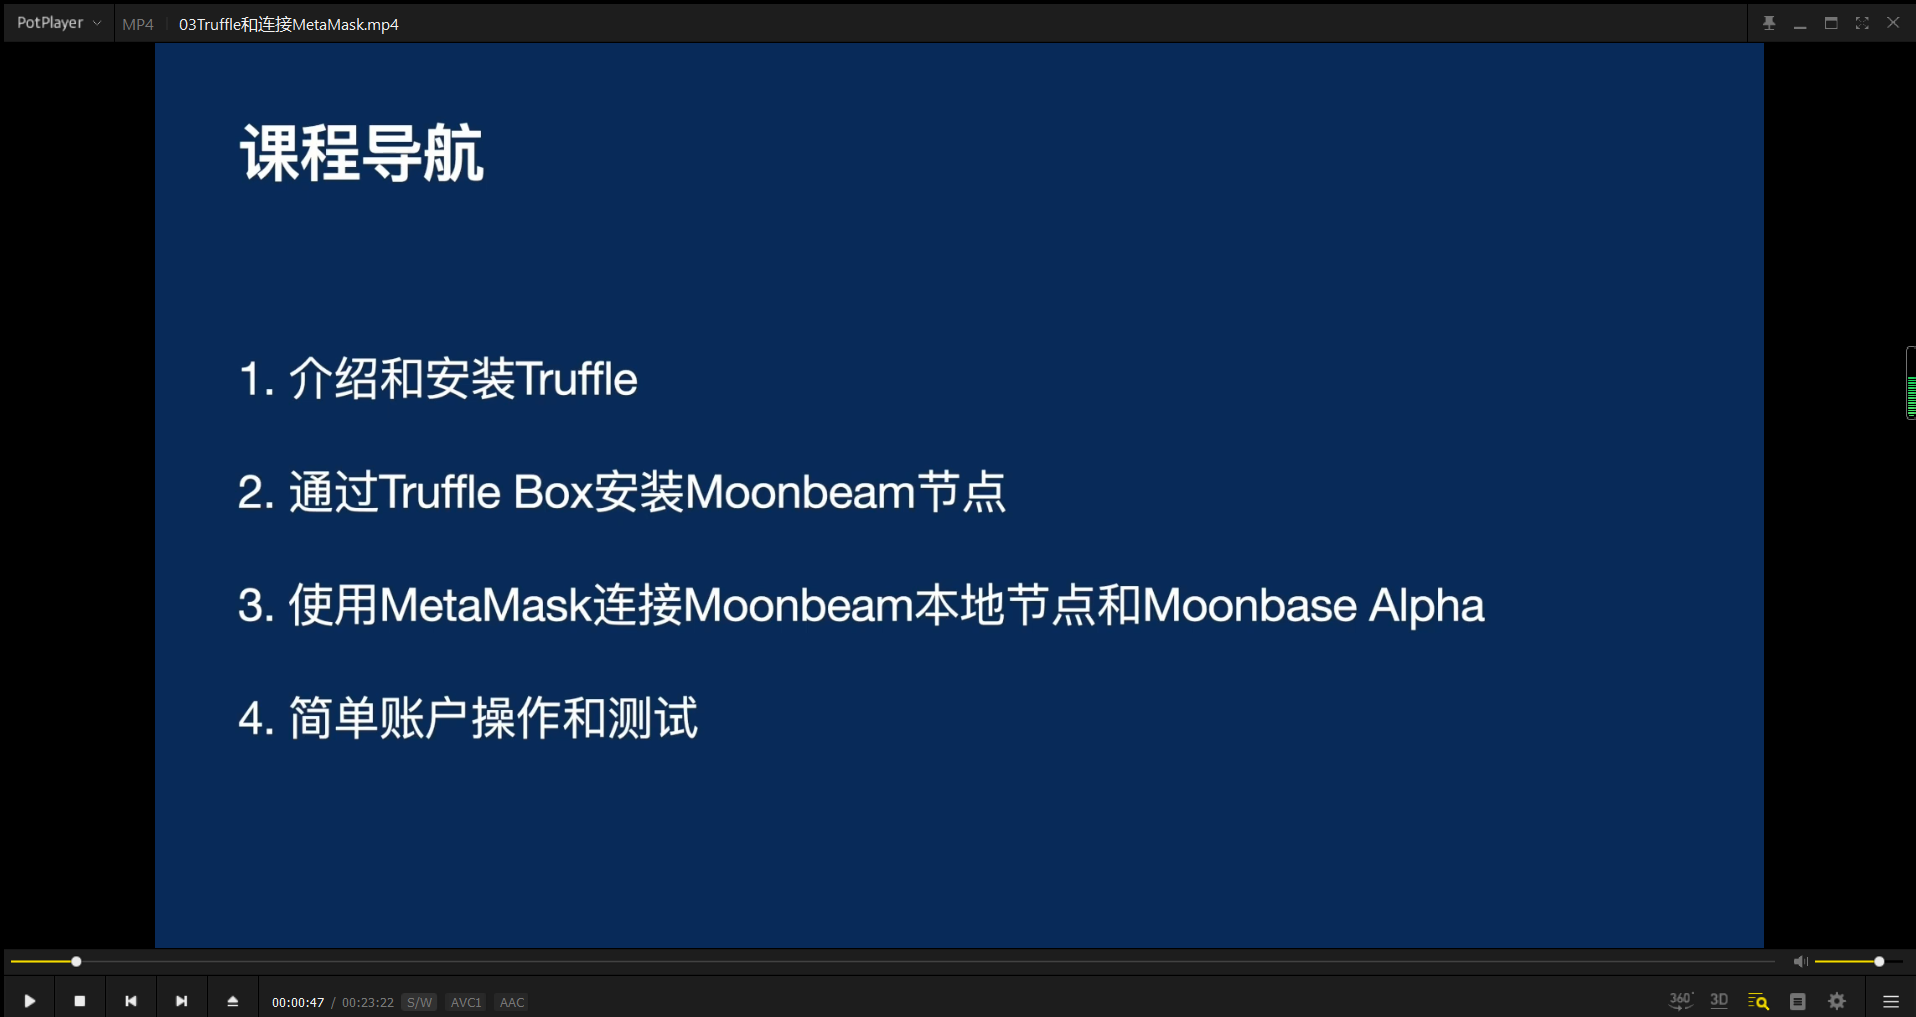 PotPlayer MP4 03Truffle和连接MetaMask.mp4
课程导航
1. 介绍和安装Truffle
2. 通过Truffle Box安装Moonbeam节点
3. 使用MetaMask连接Moonbeam本地节点和Moonbase Alpha
4. 简单账户操作和测试
00:00:47 / 00:23:22 S/W AVC1 AAC 360° 3D